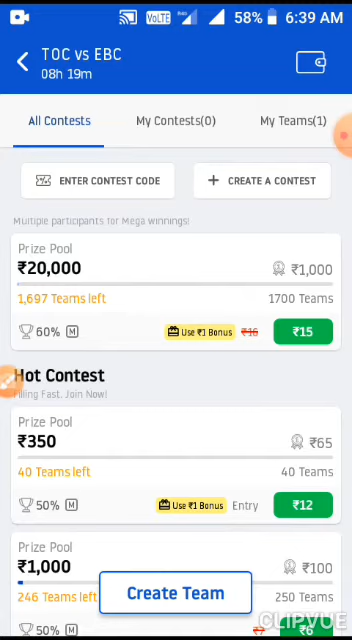 VoLTE 58% 6:39 AM
TOC vs EBC
08h 19m
All Contests My Contests(0) My Teams(1)
ENTER CONTEST CODE + CREATE A CONTEST
Multiple participants for Mega winnings!
Prize Pool
₹20,000 ₹1,000
1,697 Teams left 1700 Teams
60% M Use ₹1 Bonus ₹16 ₹15
Hot Contest
Filling Fast. Join Now!
Prize Pool
₹350 ₹65
40 Teams left 40 Teams
50% M Use ₹1 Bonus Entry ₹12
Prize Pool
₹1,000 ₹100
246 Teams left 250 Teams
Create Team
50% M ₹6
CLIPVUE